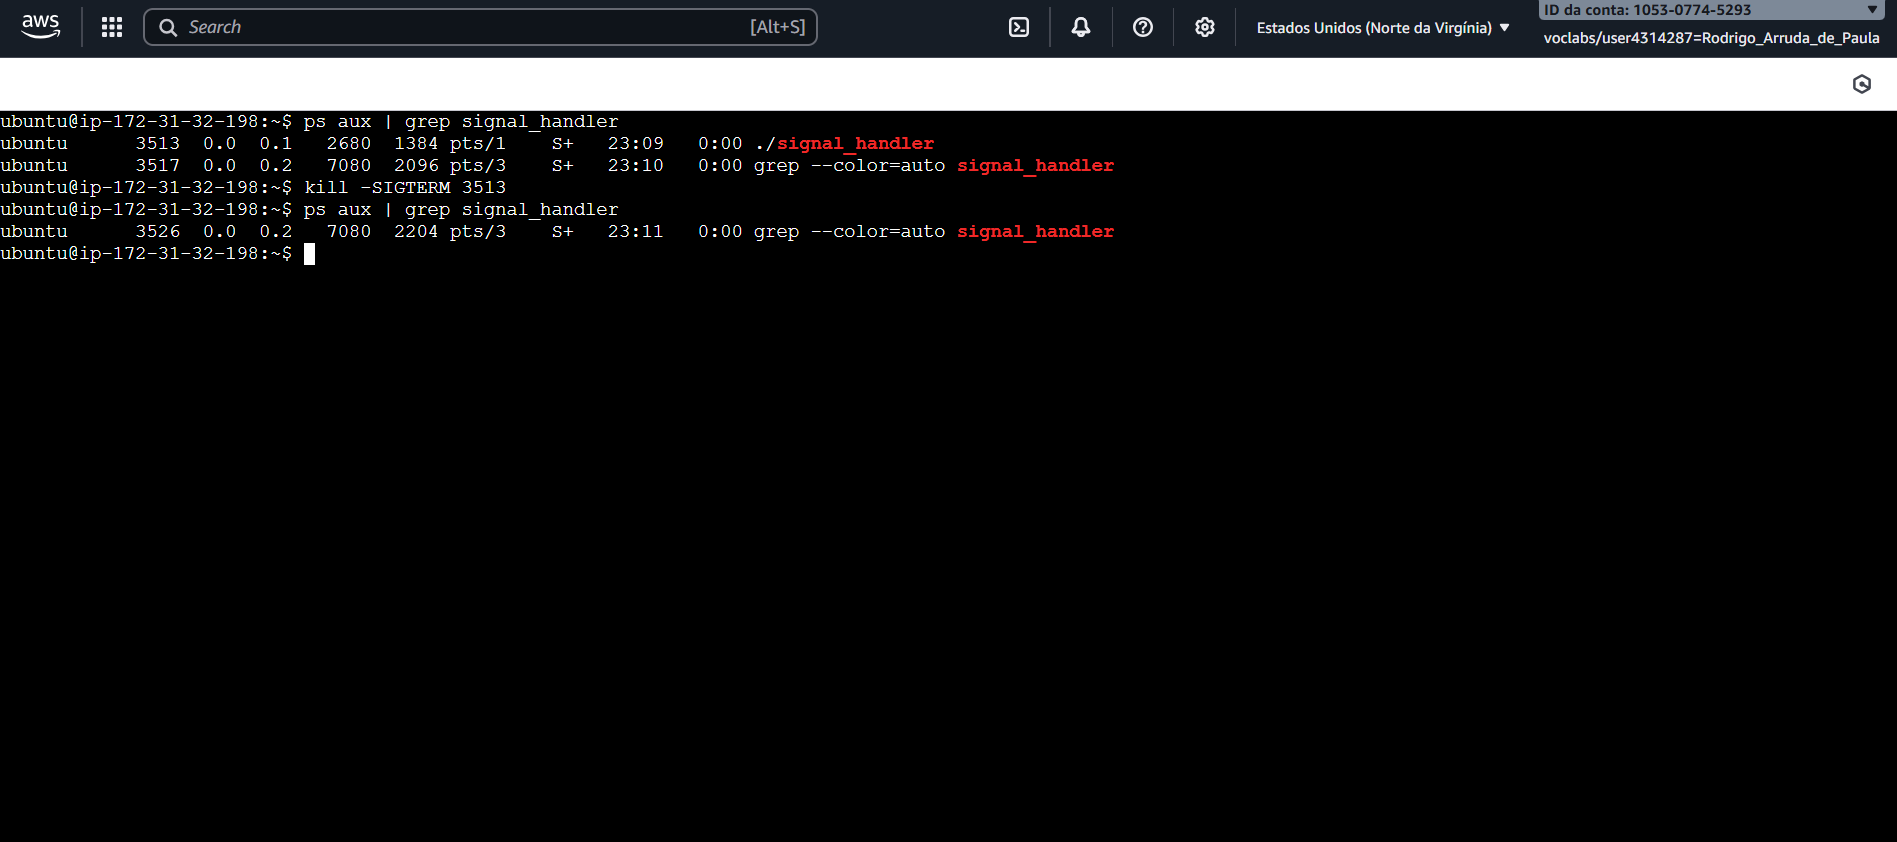 aws
Search [Alt+S]
Estados Unidos (Norte da Virgínia)
ID da conta: 1053-0774-5293
voclabs/user4314287=Rodrigo_Arruda_de_Paula
ubuntu@ip-172-31-32-198:~$ ps aux | grep signal_handler
ubuntu      3513  0.0  0.1   2680  1384 pts/1    S+   23:09   0:00 ./signal_handler
ubuntu      3517  0.0  0.2   7080  2096 pts/3    S+   23:10   0:00 grep --color=auto signal_handler
ubuntu@ip-172-31-32-198:~$ kill -SIGTERM 3513
ubuntu@ip-172-31-32-198:~$ ps aux | grep signal_handler
ubuntu      3526  0.0  0.2   7080  2204 pts/3    S+   23:11   0:00 grep --color=auto signal_handler
ubuntu@ip-172-31-32-198:~$